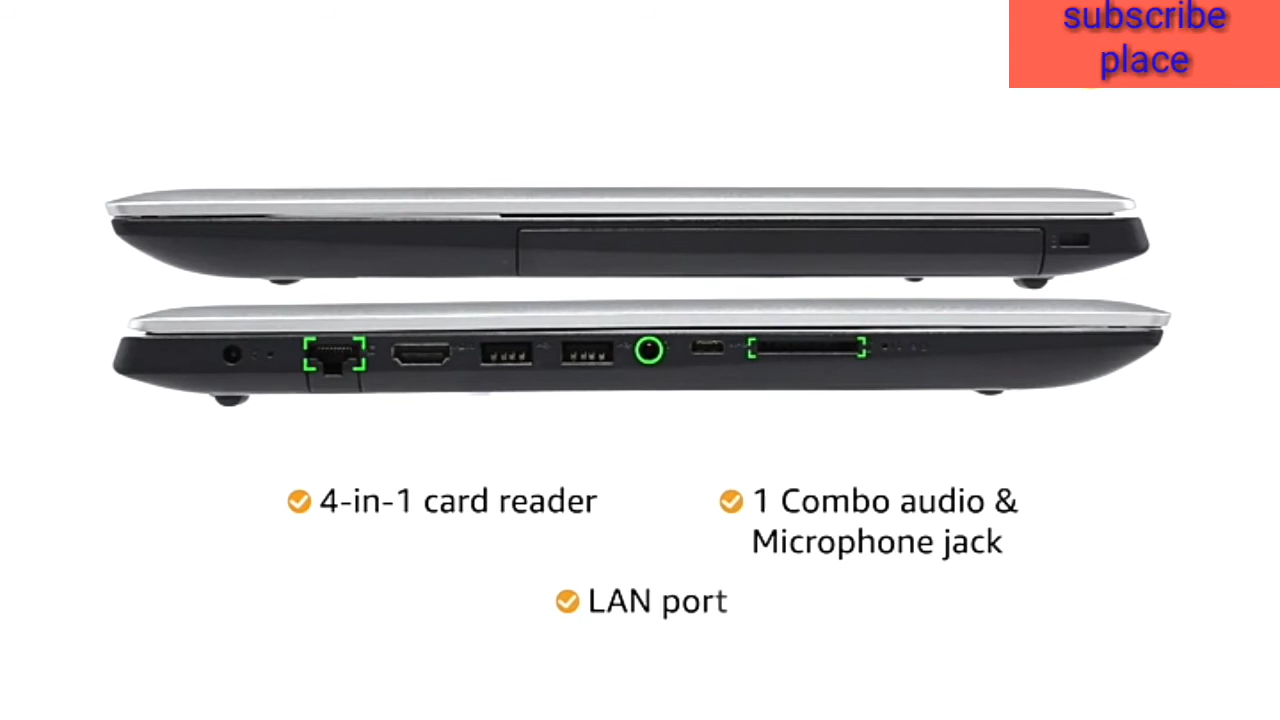 subscribe
place
4-in-1 card reader
1 Combo audio &
Microphone jack
LAN port